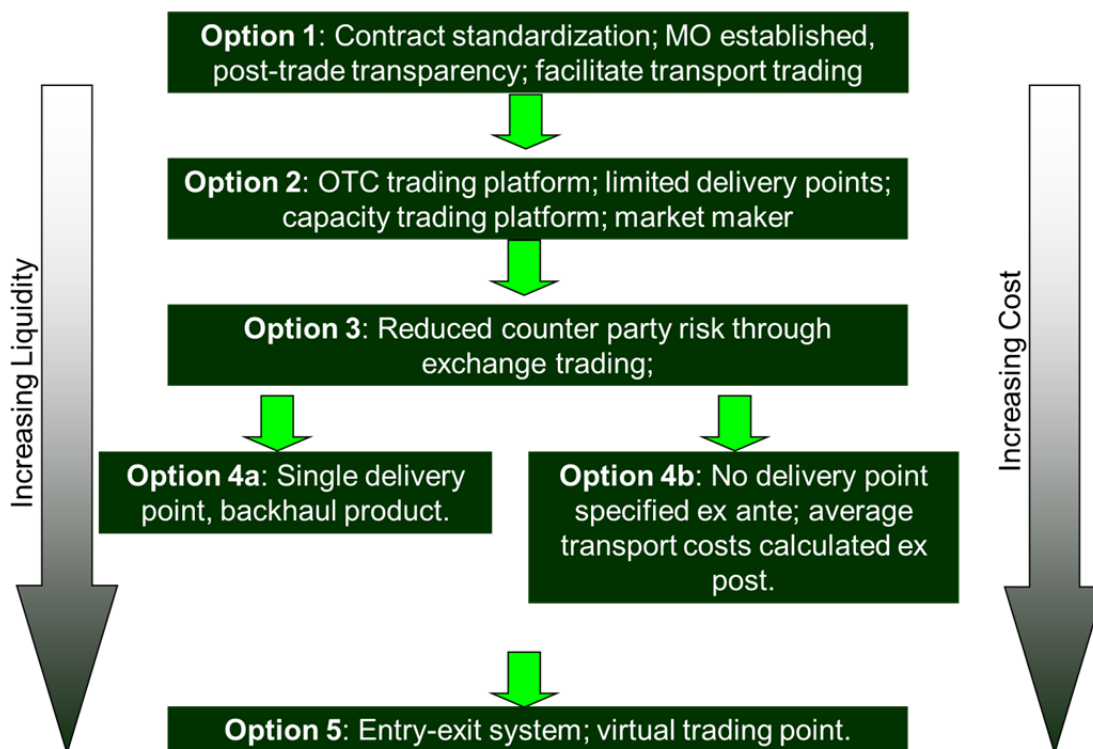 Option 1: Contract standardization; MO established,
post-trade transparency; facilitate transport trading
Option 2: OTC trading platform; limited delivery points;
capacity trading platform; market maker
Increasing Liquidity
Increasing Cost
Option 3: Reduced counter party risk through
exchange trading;
Option 4a: Single delivery
point, backhaul product.
Option 4b: No delivery point
specified ex ante; average
transport costs calculated ex
post.
Option 5: Entry-exit system; virtual trading point.